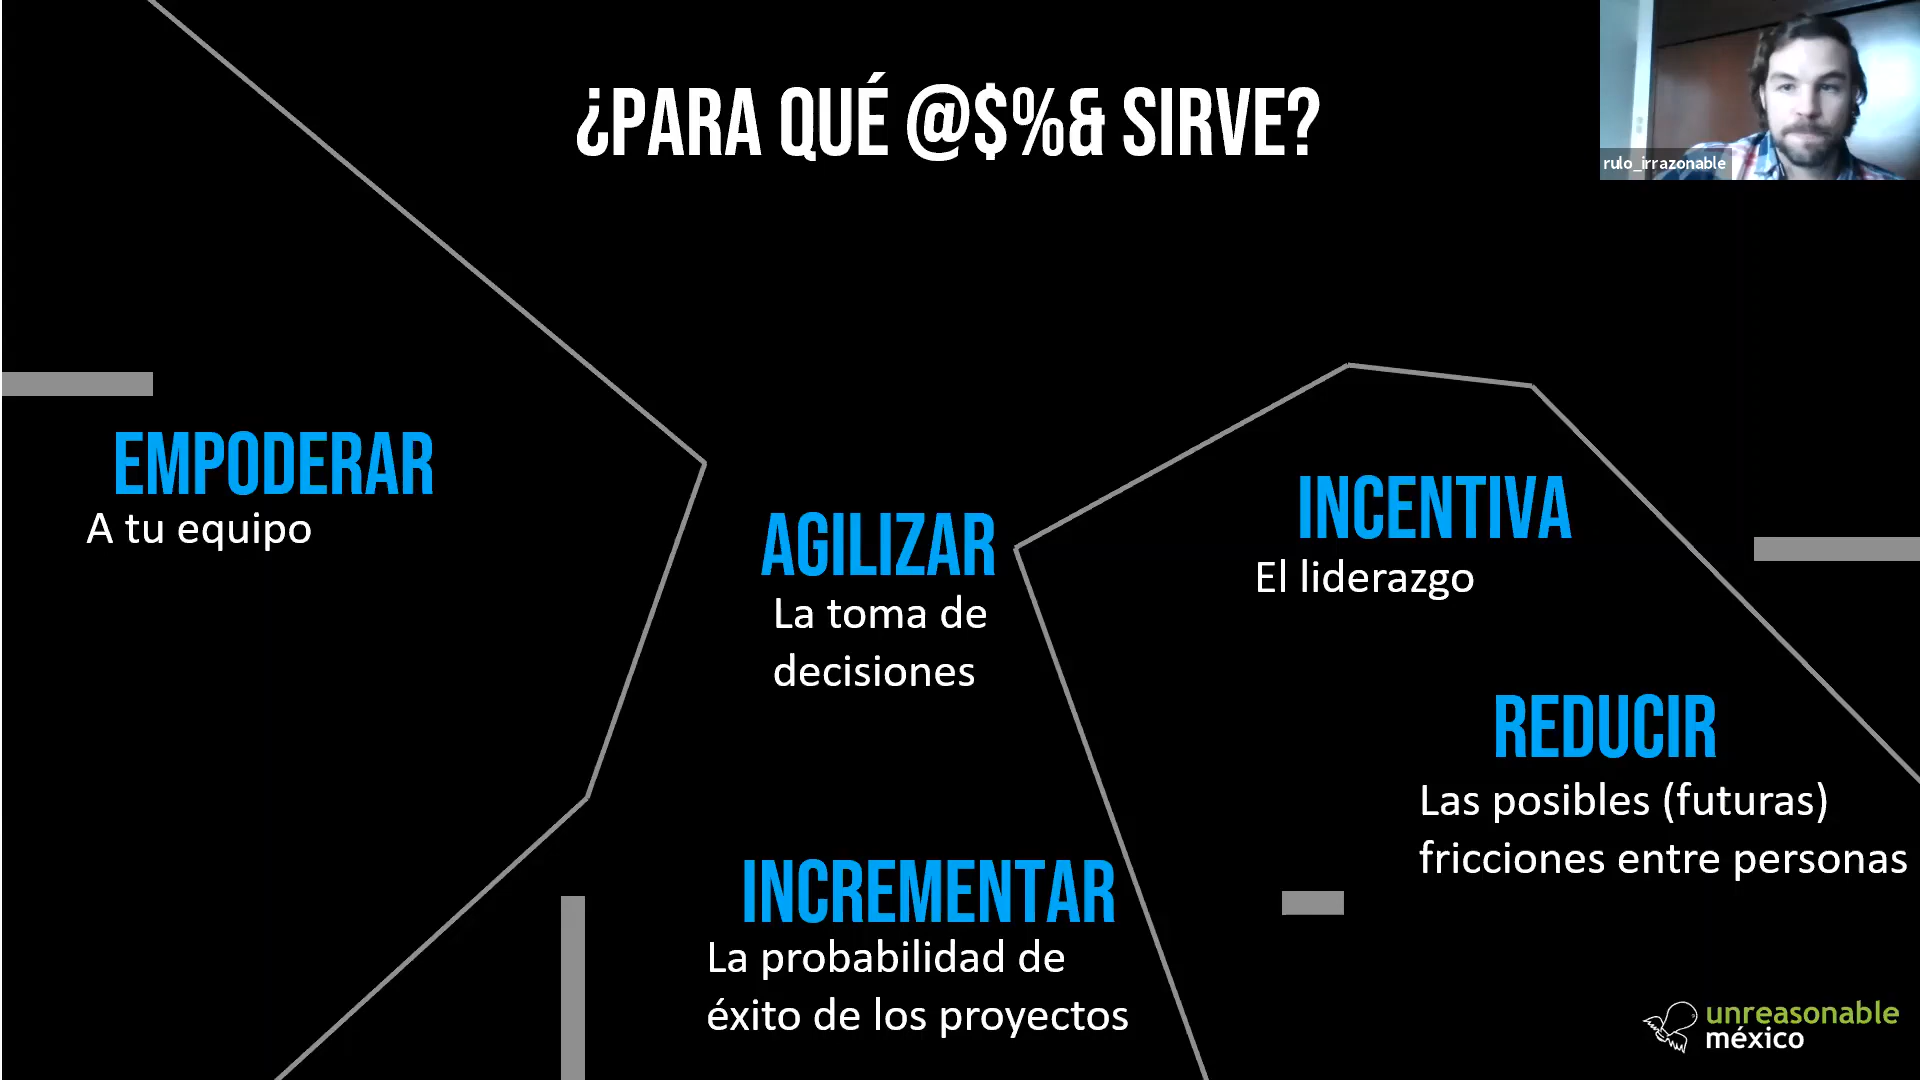 ¿PARA QUÉ @$%& SIRVE?
rulo_irrazonable
EMPODERAR
A tu equipo
AGILIZAR
La toma de
decisiones
INCENTIVA
El liderazgo
REDUCIR
Las posibles (futuras)
fricciones entre personas
INCREMENTAR
La probabilidad de
éxito de los proyectos
unreasonable
méxico